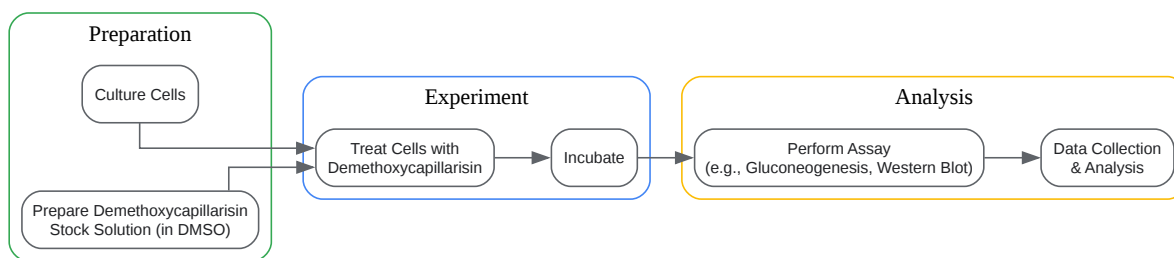 Preparation
Culture Cells
Prepare Demethoxycapillarisin
Stock Solution (in DMSO)
Experiment
Treat Cells with
Demethoxycapillarisin
Incubate
Analysis
Perform Assay
(e.g., Gluconeogenesis, Western Blot)
Data Collection
& Analysis